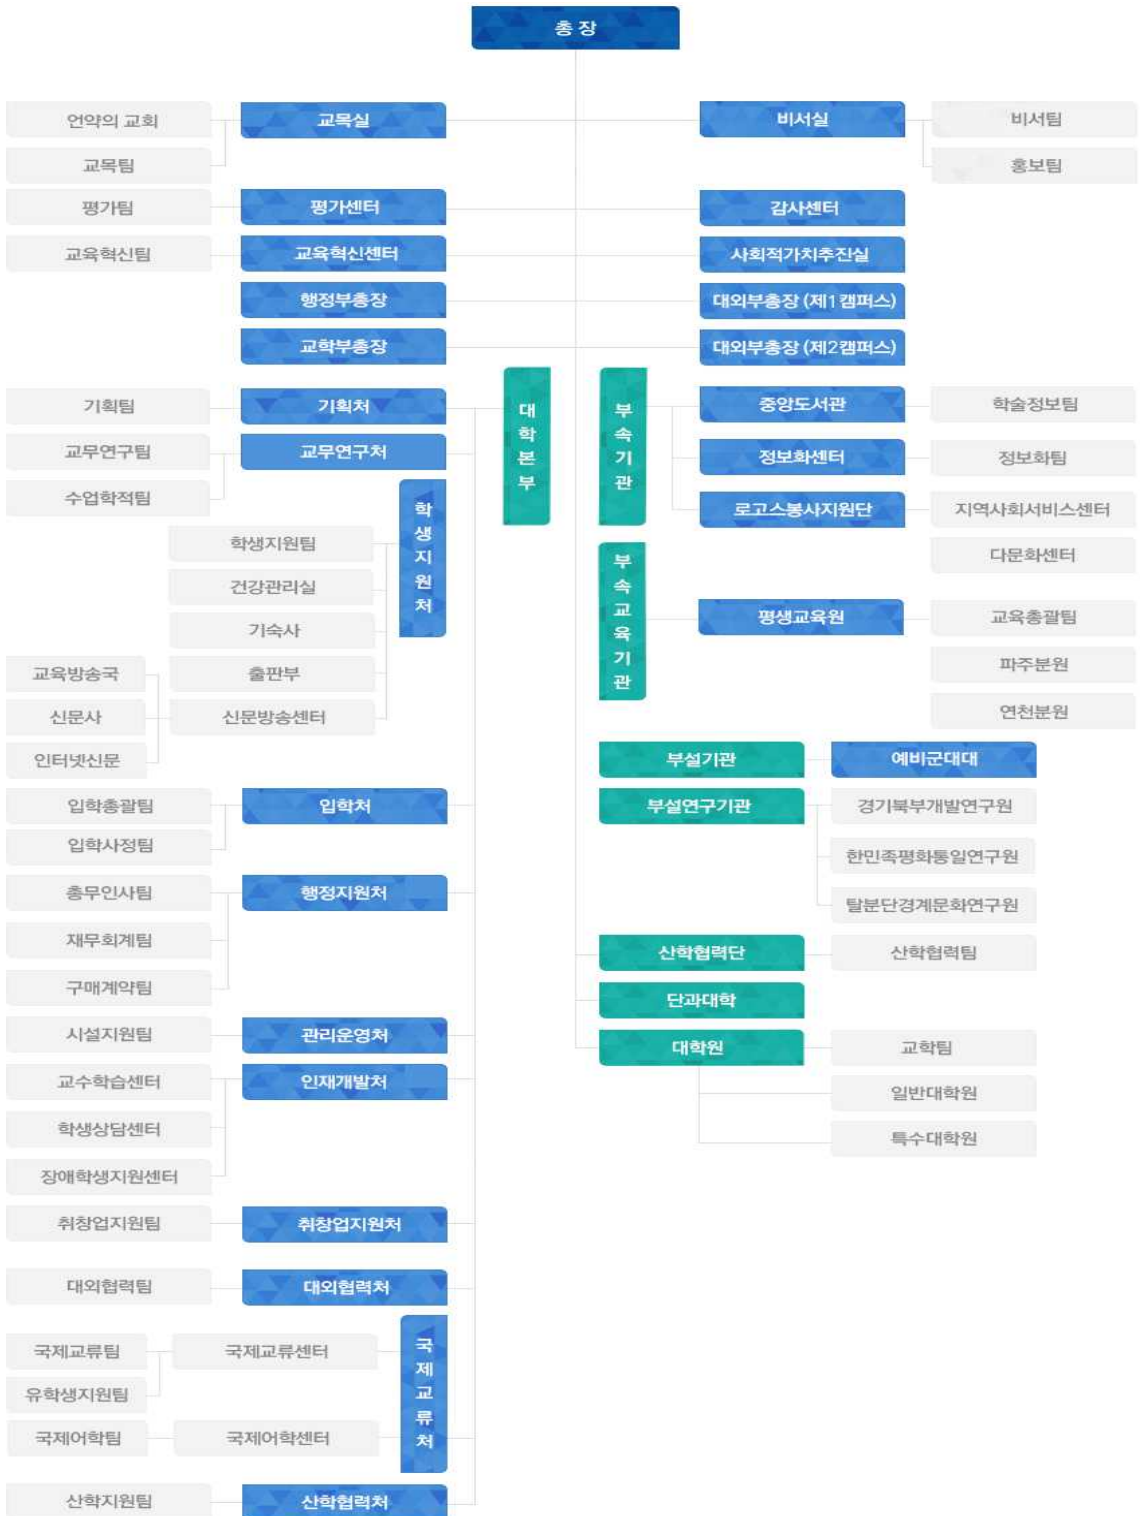 총 장
언약의 교회
교목실
비서실
비서팀
교목팀
홍보팀
평가팀
평가센터
감사센터
교육혁신팀
교육혁신센터
사회적가치추진실
행정부총장
대외부총장 (제1캠퍼스)
교학부총장
대외부총장 (제2캠퍼스)
대학본부
부속기관
기획팀
기획처
중앙도서관
학술정보팀
교무연구팀
교무연구처
정보화센터
정보화팀
수업학적팀
로고스봉사지원단
지역사회서비스센터
다문화센터
학생지원처
학생지원팀
건강관리실
기숙사
출판부
신문방송센터
교육방송국
신문사
인터넷신문
부속교육기관
평생교육원
교육총괄팀
파주분원
연천분원
부설기관
예비군대대
부설연구기관
경기북부개발연구원
한민족평화통일연구원
탈분단경계문화연구원
입학총괄팀
입학처
입학사정팀
총무인사팀
행정지원처
재무회계팀
구매계약팀
산학협력단
산학협력팀
단과대학
대학원
교학팀
일반대학원
특수대학원
시설지원팀
관리운영처
교수학습센터
인재개발처
학생상담센터
장애학생지원센터
취창업지원팀
취창업지원처
대외협력팀
대외협력처
국제교류처
국제교류팀
국제교류센터
유학생지원팀
국제어학팀
국제어학센터
산학지원팀
산학협력처